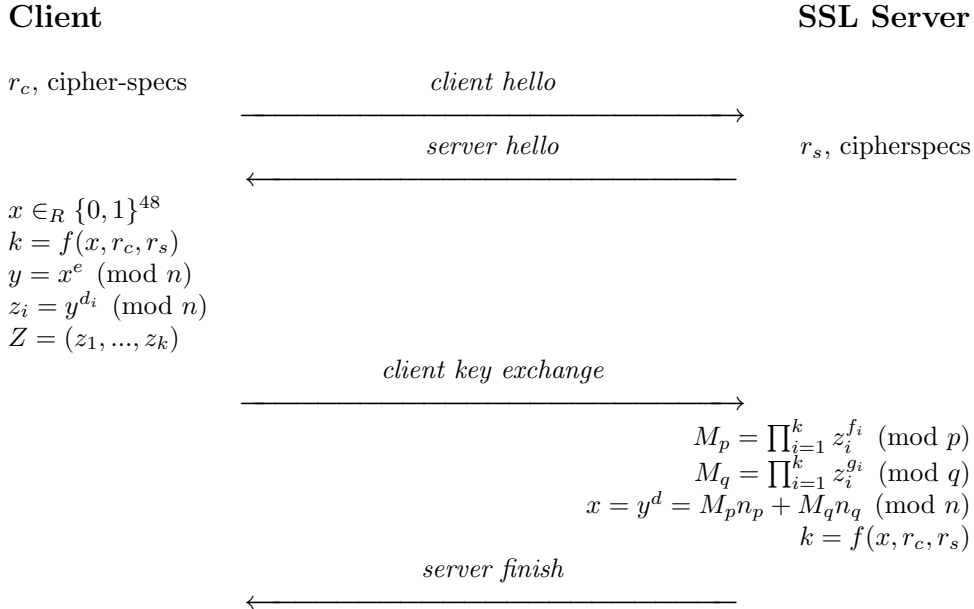 Client SSL Server
r_c, cipher-specs client hello
server hello r_s, cipherspecs
x ∈_R {0, 1}^48
k = f(x, r_c, r_s)
y = x^e (mod n)
z_i = y^{d_i} (mod n)
Z = (z_1, ..., z_k)
client key exchange
M_p = ∏_{i=1}^k z_i^{f_i} (mod p)
M_q = ∏_{i=1}^k z_i^{g_i} (mod q)
x = y^d = M_p n_p + M_q n_q (mod n)
k = f(x, r_c, r_s)
server finish